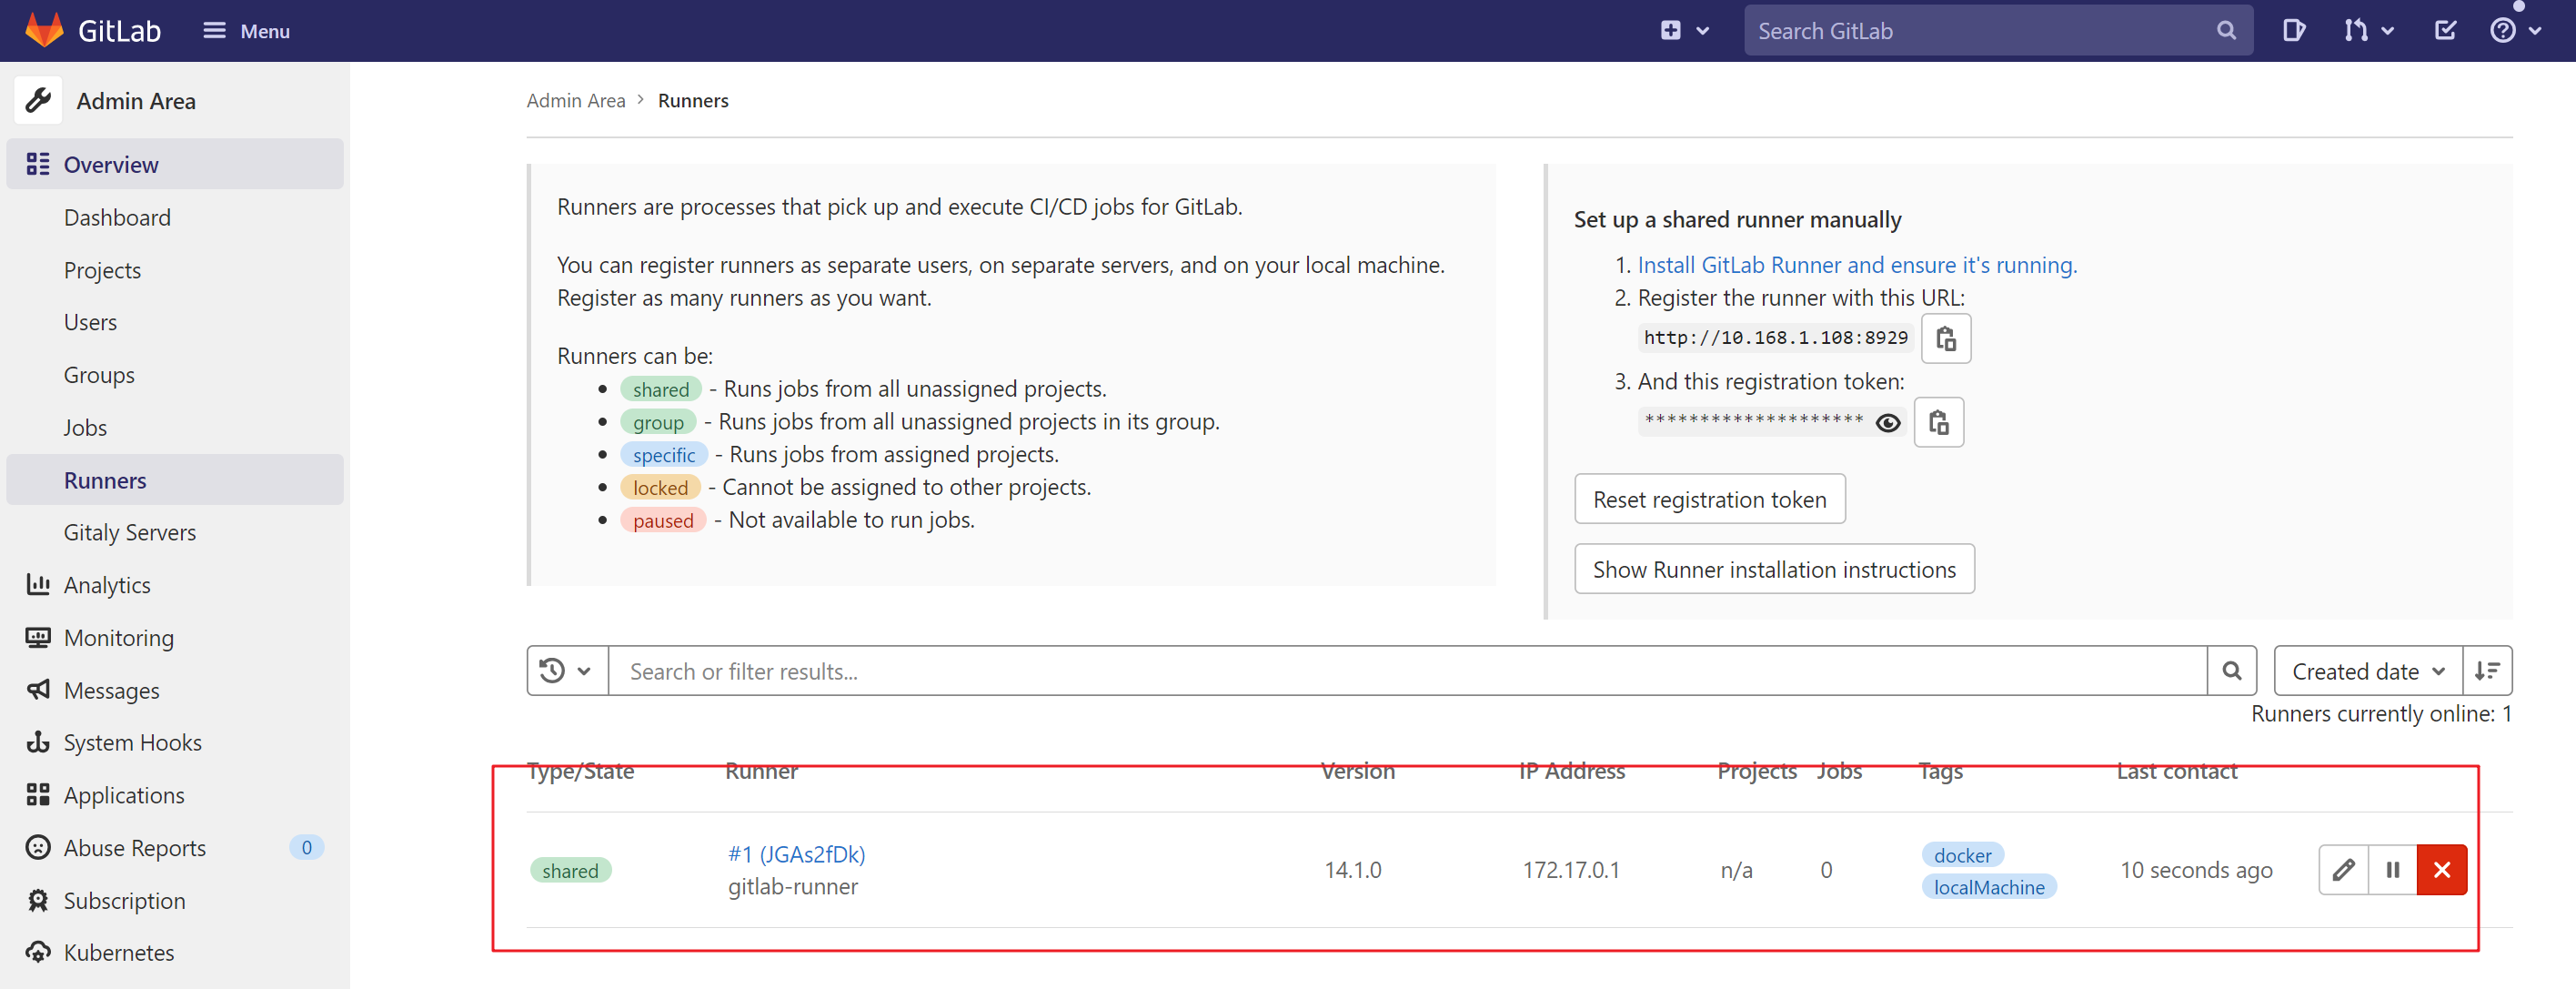 GitLab Menu Search GitLab
Admin Area
Overview
Dashboard
Projects
Users
Groups
Jobs
Runners
Gitaly Servers
Analytics
Monitoring
Messages
System Hooks
Applications
Abuse Reports 0
Subscription
Kubernetes
Admin Area > Runners
Runners are processes that pick up and execute CI/CD jobs for GitLab.
You can register runners as separate users, on separate servers, and on your local machine.
Register as many runners as you want.
Runners can be:
• shared - Runs jobs from all unassigned projects.
• group - Runs jobs from all unassigned projects in its group.
• specific - Runs jobs from assigned projects.
• locked - Cannot be assigned to other projects.
• paused - Not available to run jobs.
Set up a shared runner manually
1. Install GitLab Runner and ensure it's running.
2. Register the runner with this URL:
http://10.168.1.108:8929
3. And this registration token:
********************
Reset registration token
Show Runner installation instructions
Search or filter results...
Created date
Runners currently online: 1
Type/State Runner Version IP Address Projects Jobs Tags Last contact
shared #1 (JGAs2fDk) 14.1.0 172.17.0.1 n/a 0 docker 10 seconds ago
gitlab-runner localMachine